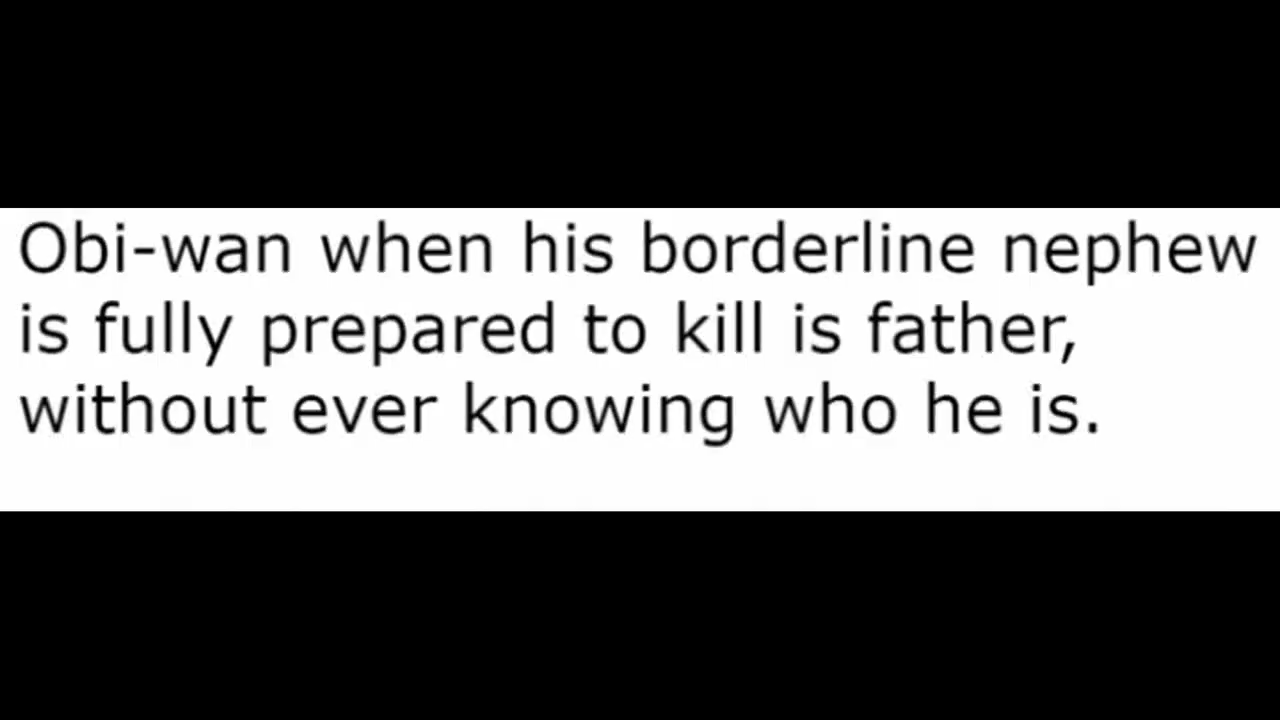 Obi-wan when his borderline nephew
is fully prepared to kill is father,
without ever knowing who he is.